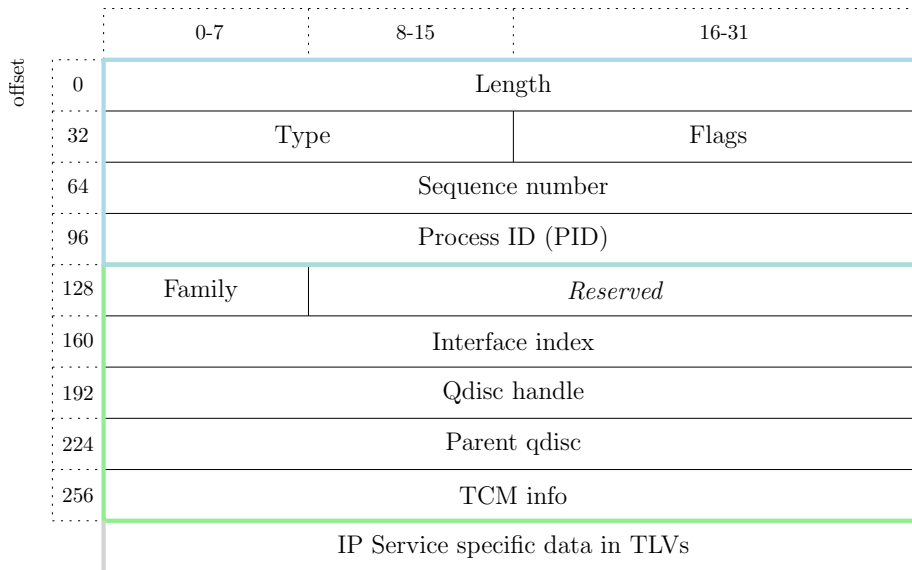 0-7 8-15 16-31
offset
0 Length
32 Type Flags
64 Sequence number
96 Process ID (PID)
128 Family Reserved
160 Interface index
192 Qdisc handle
224 Parent qdisc
256 TCM info
IP Service specific data in TLVs